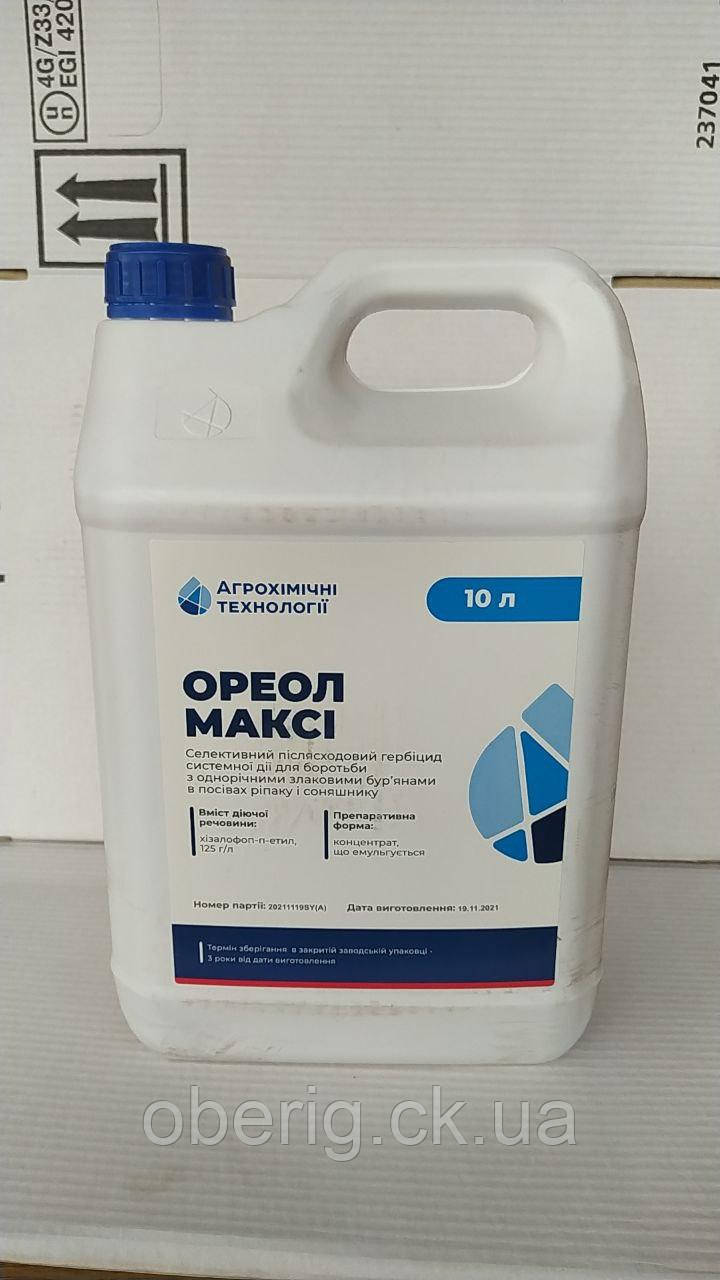 4G/Z33/
EGI 420
un
237041
АГРОХІМІЧНІ
ТЕХНОЛОГІЇ
10 л
ОРЕОЛ
МАКСІ
Селективний післясходовий гербіцид
системної дії для боротьби
з однорічними злаковими бур'янами
в посівах ріпаку і соняшнику
Вміст діючої
речовини:
хізалофоп-п-етил,
125 г/л
Препаративна
форма:
концентрат,
що емульгується
Номер партії: 20211119SY(A) Дата виготовлення: 19.11.2021
Термін зберігання в закритій заводській упаковці -
3 роки від дати виготовлення
oberig.ck.ua